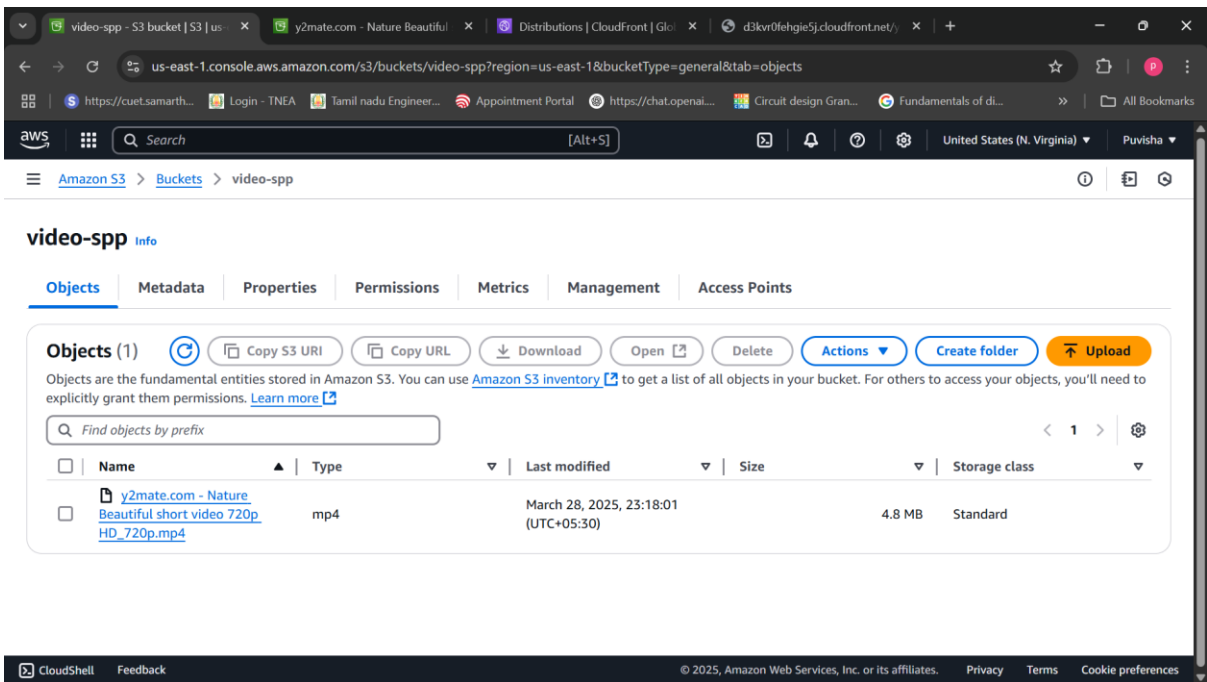 video-spp - S3 bucket | S3 | us-
y2mate.com - Nature Beautiful
Distributions | CloudFront | Glo
d3kvr0fehgie5j.cloudfront.net/y
us-east-1.console.aws.amazon.com/s3/buckets/video-spp?region=us-east-1&bucketType=general&tab=objects
P
https://cuet.samarth...
Login - TNEA
Tamil nadu Engineer...
Appointment Portal
https://chat.openai....
Circuit design Gran...
Fundamentals of di...
»
All Bookmarks
aws
Search
[Alt+S]
United States (N. Virginia) ▼
Puvisha ▼
Amazon S3 > Buckets > video-spp
video-spp Info
Objects
Metadata
Properties
Permissions
Metrics
Management
Access Points
Objects (1)
Copy S3 URI
Copy URL
Download
Open
Delete
Actions ▼
Create folder
Upload
Objects are the fundamental entities stored in Amazon S3. You can use Amazon S3 inventory to get a list of all objects in your bucket. For others to access your objects, you'll need to
explicitly grant them permissions. Learn more
Find objects by prefix
< 1 >
Name
Type
Last modified
Size
Storage class
y2mate.com - Nature
Beautiful short video 720p
HD_720p.mp4
mp4
March 28, 2025, 23:18:01
(UTC+05:30)
4.8 MB
Standard
CloudShell
Feedback
© 2025, Amazon Web Services, Inc. or its affiliates.
Privacy
Terms
Cookie preferences